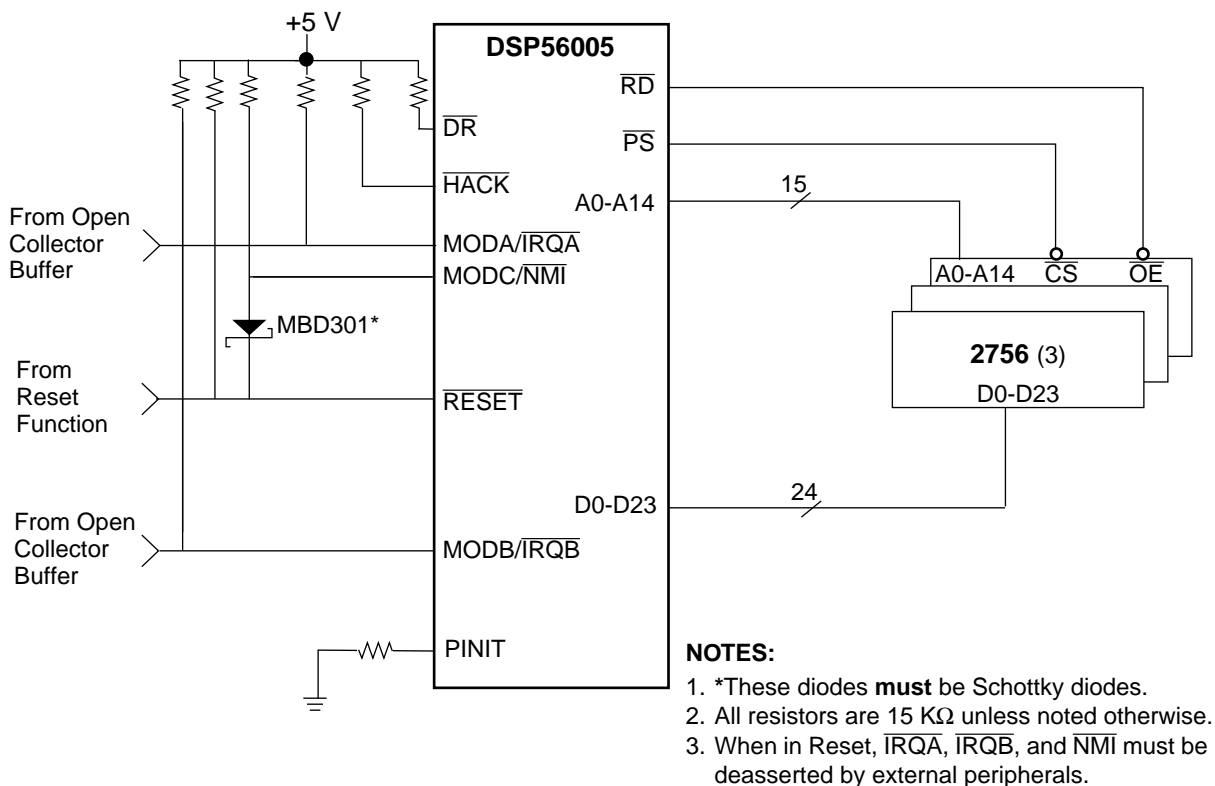 +5 V
DSP56005
RD
DR
PS
HACK
A0-A14
15
From Open
Collector
Buffer
MODA/IRQA
MODC/NMI
A0-A14 CS OE
MBD301*
2756 (3)
D0-D23
From
Reset
Function
RESET
D0-D23
24
From Open
Collector
Buffer
MODB/IRQB
PINIT
NOTES:
1. *These diodes must be Schottky diodes.
2. All resistors are 15 KΩ unless noted otherwise.
3. When in Reset, IRQA, IRQB, and NMI must be
deasserted by external peripherals.